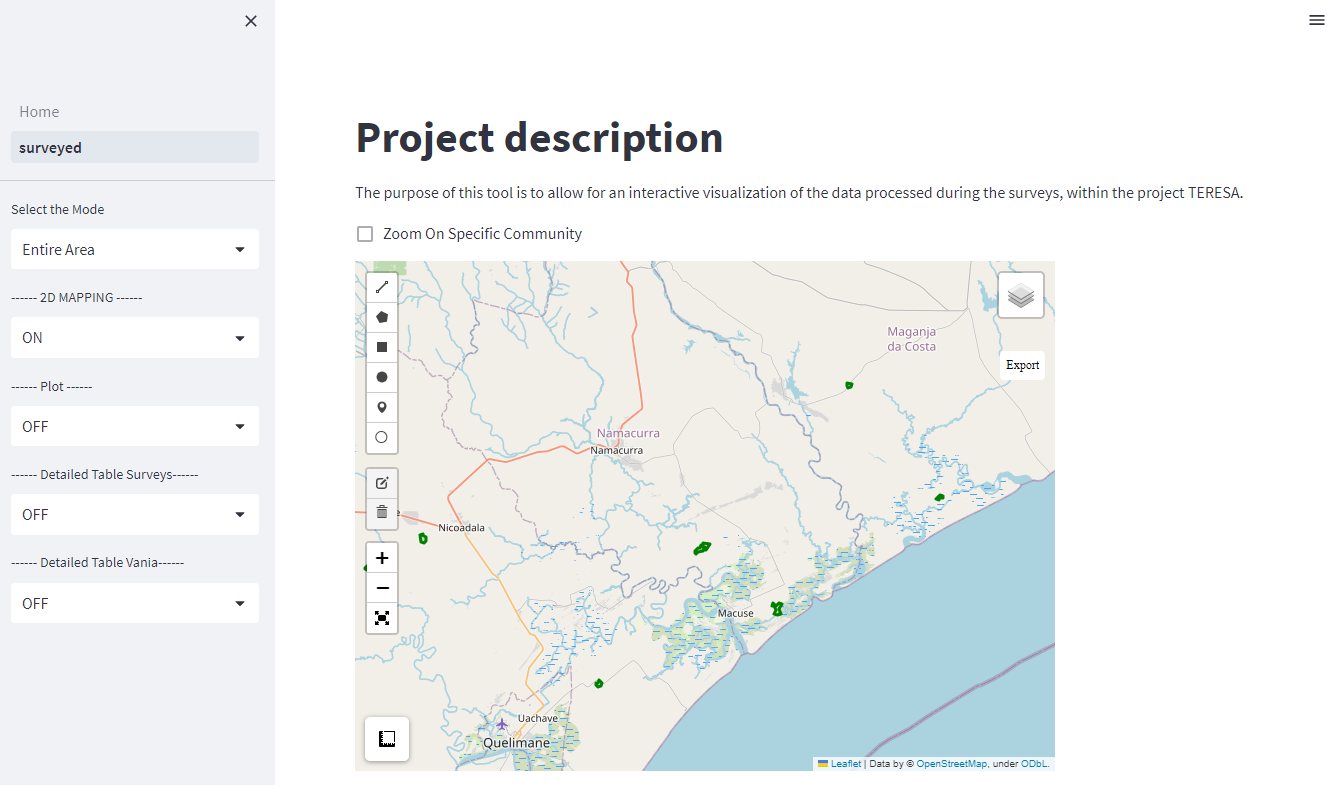 Home
surveyed
Select the Mode
Entire Area
------ 2D MAPPING ------
ON
------ Plot ------
OFF
------ Detailed Table Surveys------
OFF
------ Detailed Table Vania------
OFF
Project description
The purpose of this tool is to allow for an interactive visualization of the data processed during the surveys, within the project TERESA.
Zoom On Specific Community
Maganja
da Costa
Export
Namacurra
Namacurra
e
Nicoadala
Macuse
Uachave
Quelimane
Leaflet | Data by © OpenStreetMap, under ODbL.